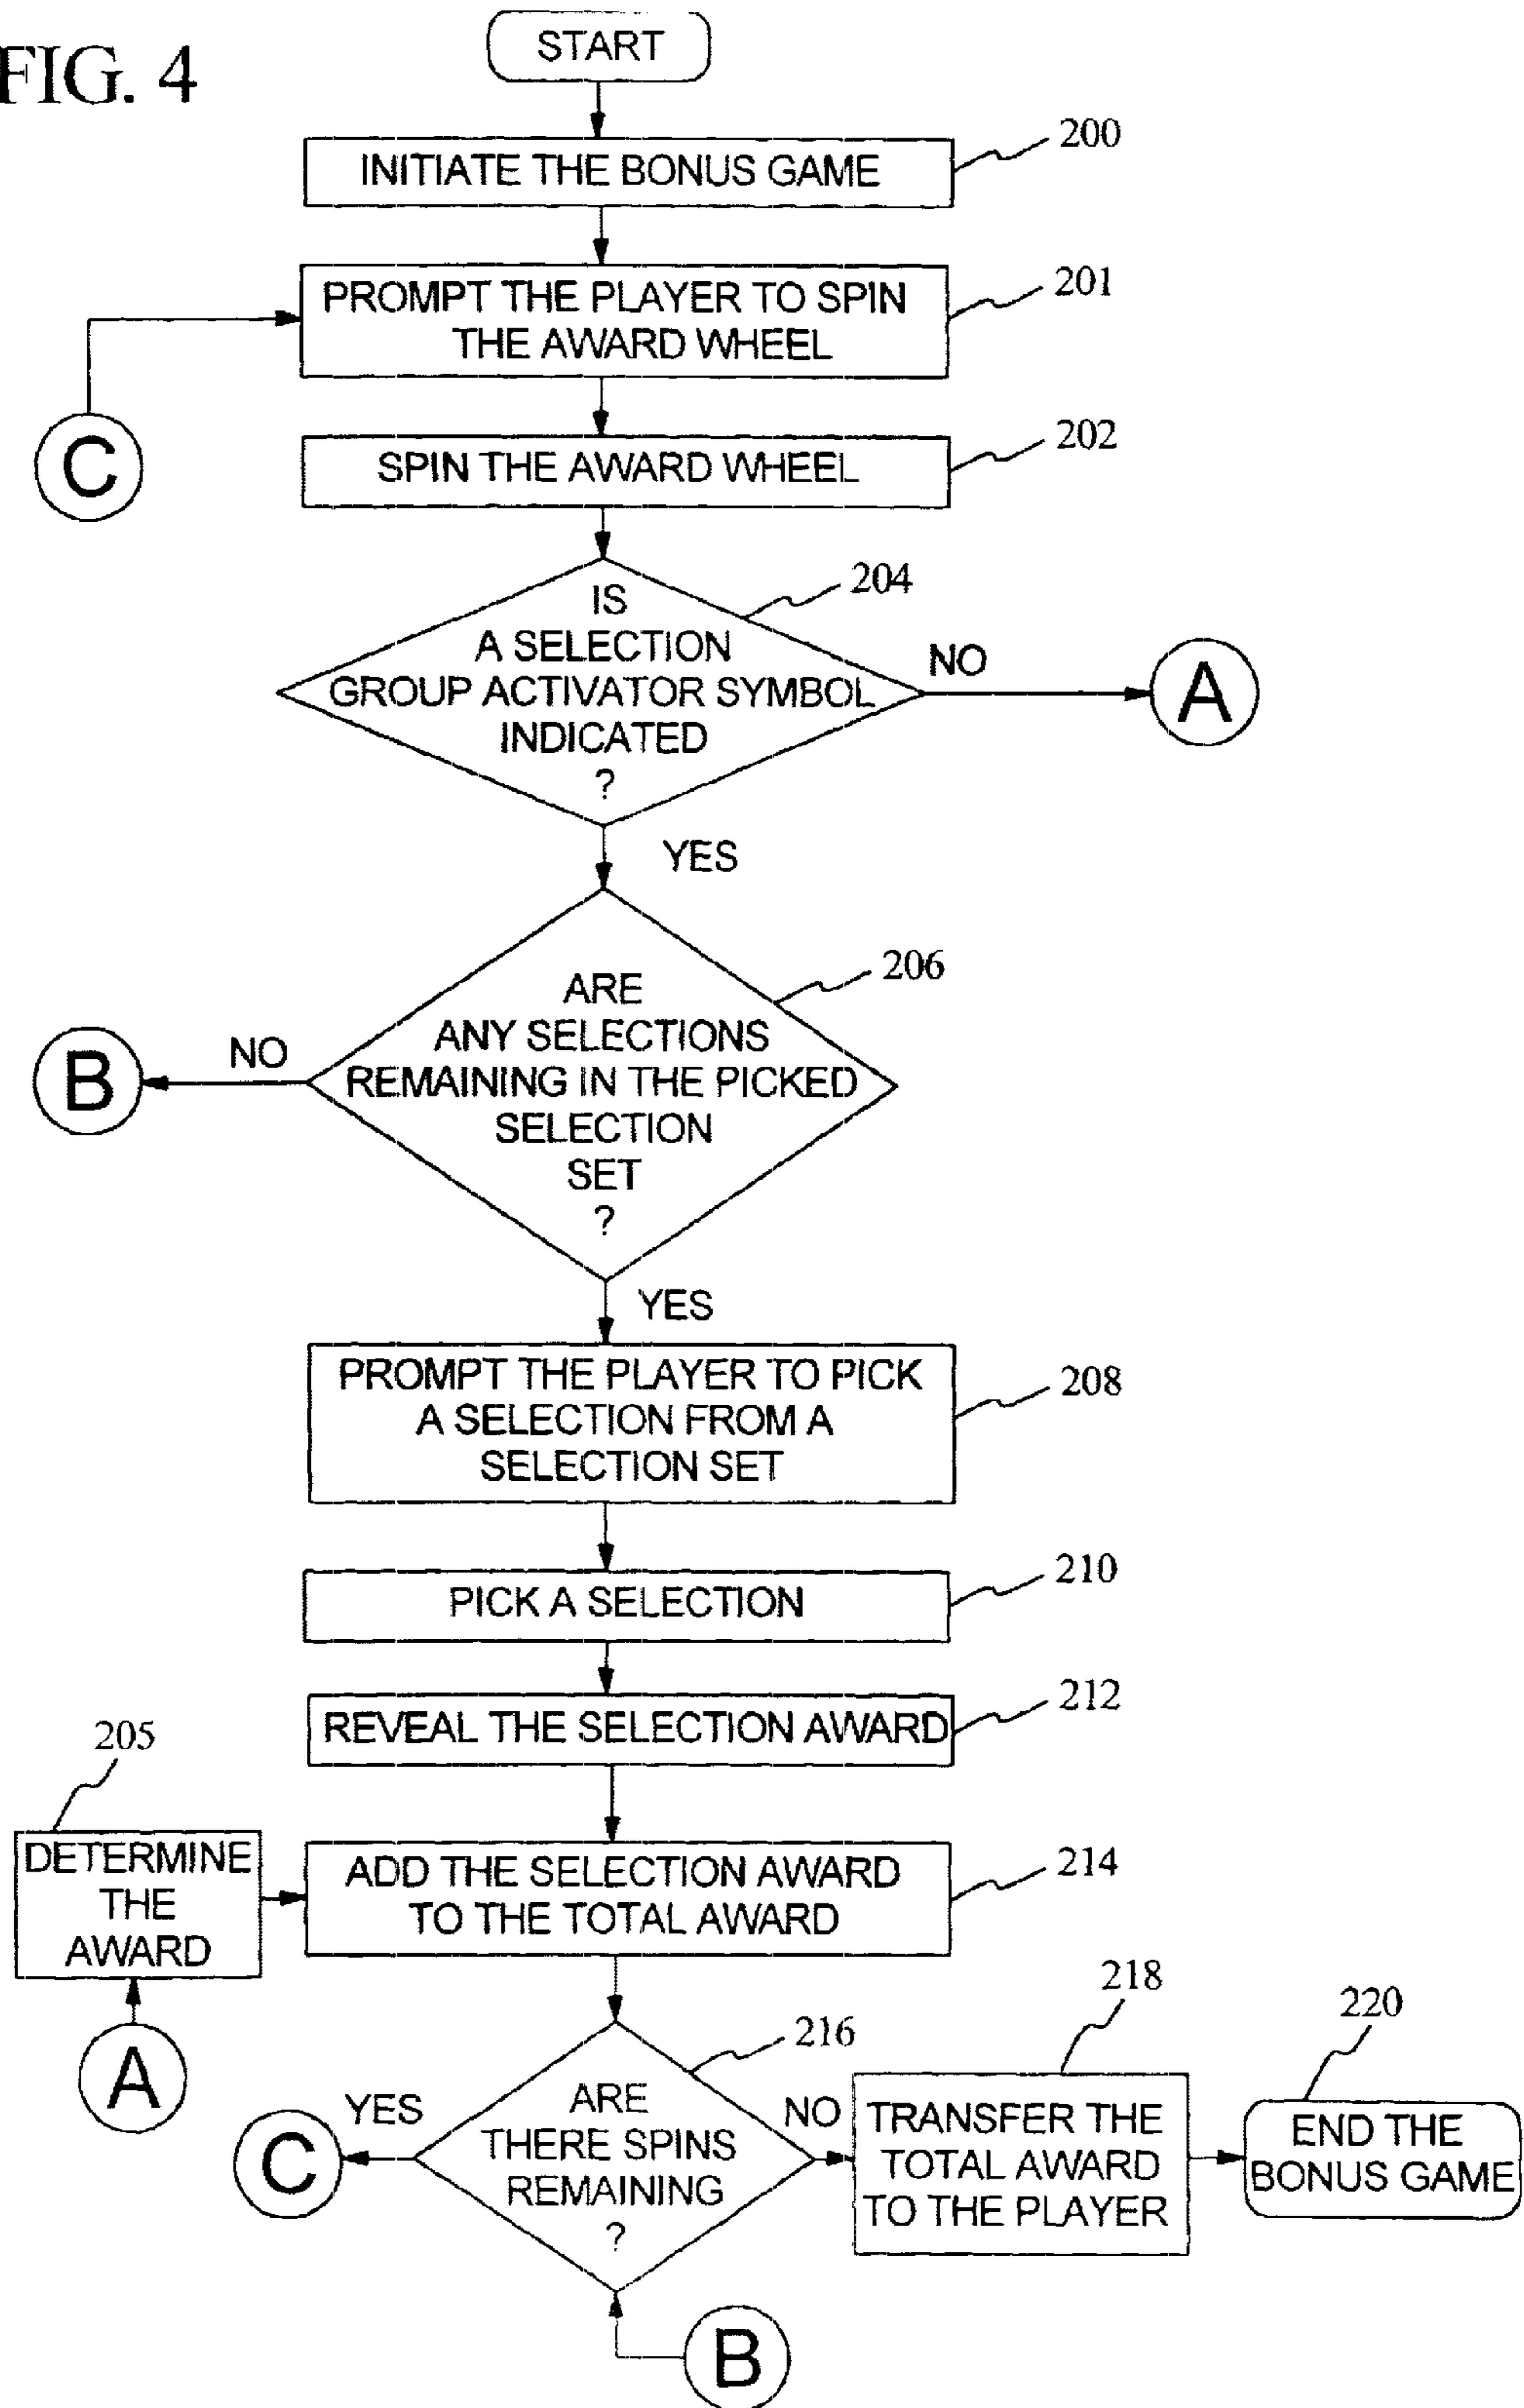 FIG. 4
START
200
INITIATE THE BONUS GAME
201
PROMPT THE PLAYER TO SPIN
THE AWARD WHEEL
C
202
SPIN THE AWARD WHEEL
204
IS
A SELECTION
GROUP ACTIVATOR SYMBOL
INDICATED
?
NO
A
YES
206
ARE
ANY SELECTIONS
REMAINING IN THE PICKED
SELECTION
SET
?
NO
B
YES
208
PROMPT THE PLAYER TO PICK
A SELECTION FROM A
SELECTION SET
210
PICK A SELECTION
212
REVEAL THE SELECTION AWARD
205
DETERMINE
THE
AWARD
A
214
ADD THE SELECTION AWARD
TO THE TOTAL AWARD
216
ARE
THERE SPINS
REMAINING
?
YES
C
NO
218
TRANSFER THE
TOTAL AWARD
TO THE PLAYER
220
END THE
BONUS GAME
B